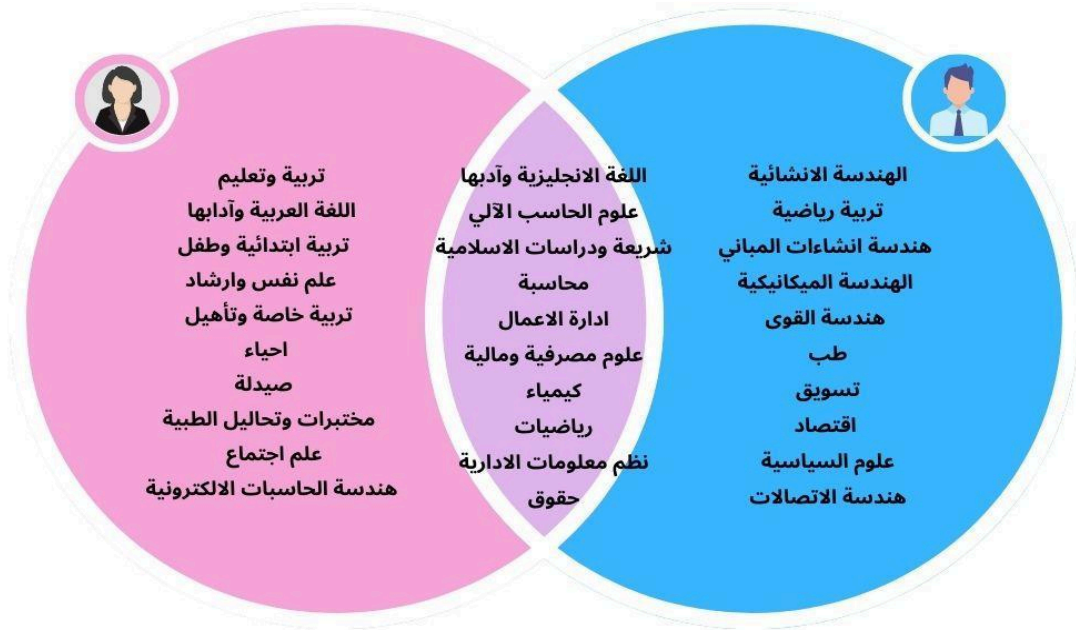 الهندسة الانشائية
تربية رياضية
هندسة انشاءات المباني
الهندسة الميكانيكية
هندسة القوى
طب
تسويق
اقتصاد
علوم السياسية
هندسة الاتصالات
اللغة الانجليزية وآدبها
علوم الحاسب الآلي
شريعة ودراسات الاسلامية
محاسبة
ادارة الاعمال
علوم مصرفية ومالية
كيمياء
رياضيات
نظم معلومات الادارية
حقوق
تربية وتعليم
اللغة العربية وآدابها
تربية ابتدائية وطفل
علم نفس وارشاد
تربية خاصة وتأهيل
احياء
صيدلة
مختبرات وتحاليل الطبية
علم اجتماع
هندسة الحاسبات الالكترونية